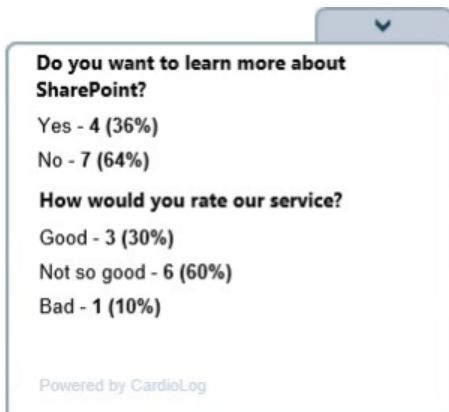 Do you want to learn more about
SharePoint?
Yes - 4 (36%)
No - 7 (64%)
How would you rate our service?
Good - 3 (30%)
Not so good - 6 (60%)
Bad - 1 (10%)
Powered by CardioLog